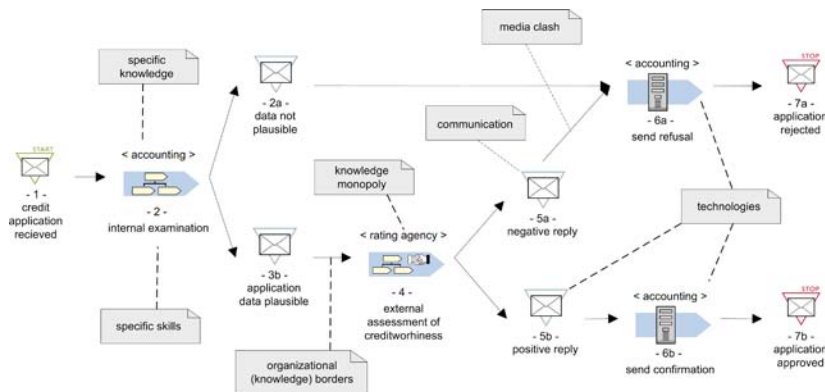 media clash
specific
knowledge
< accounting >
STOP
- 2a -
data not
plausible
- 6a -
send refusal
- 7a -
application
rejected
communication
START
< accounting >
knowledge
monopoly
- 1 -
credit
application
recieved
- 2 -
internal examination
- 5a -
negative reply
technologies
< rating agency >
- 3b -
application
data plausible
- 4 -
external
assessment of
creditworhiness
< accounting >
STOP
specific skills
- 5b -
positive reply
- 6b -
send confirmation
- 7b -
application
approved
organizational
(knowledge) borders